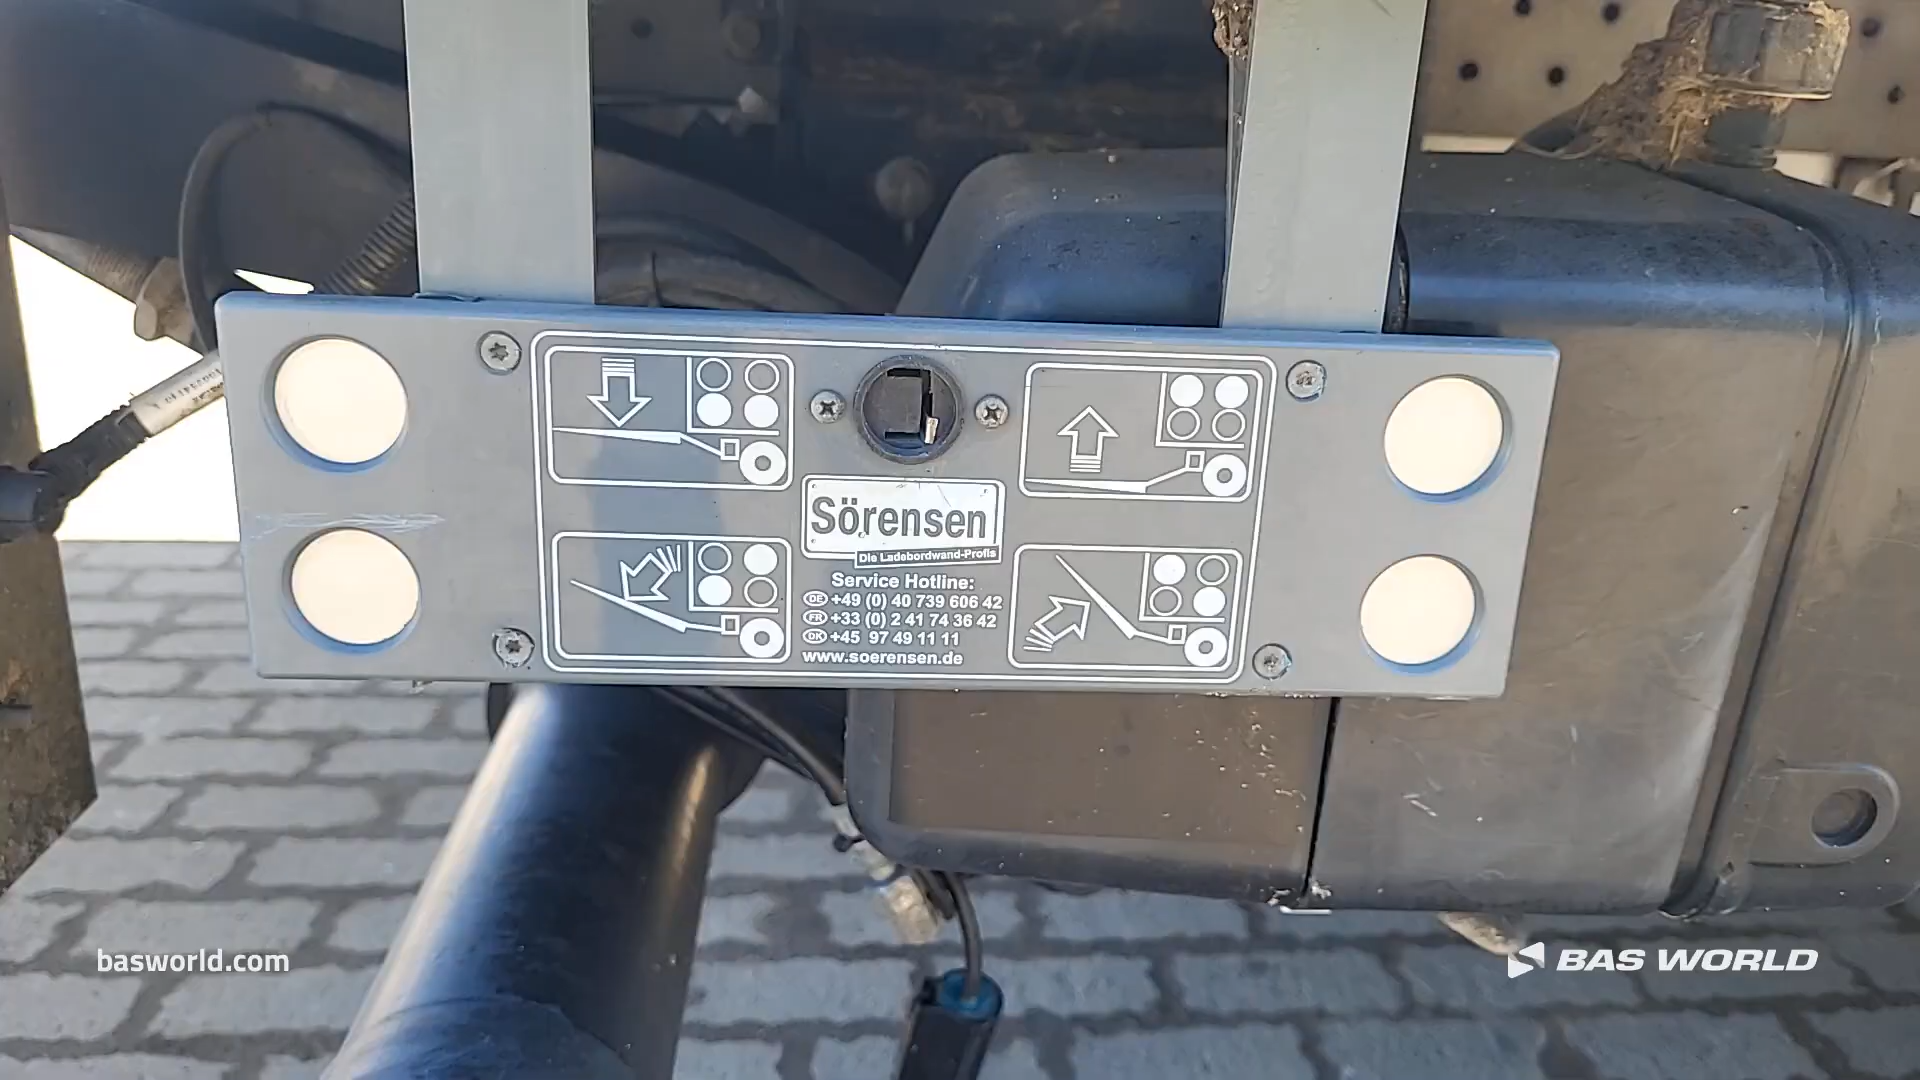 Sörensen
Die Ladebordwand-Profis
Service Hotline:
DE +49 (0) 40 739 606 42
FR +33 (0) 2 41 74 36 42
DK +45 97 49 11 11
www.soerensen.de
basworld.com
BAS WORLD